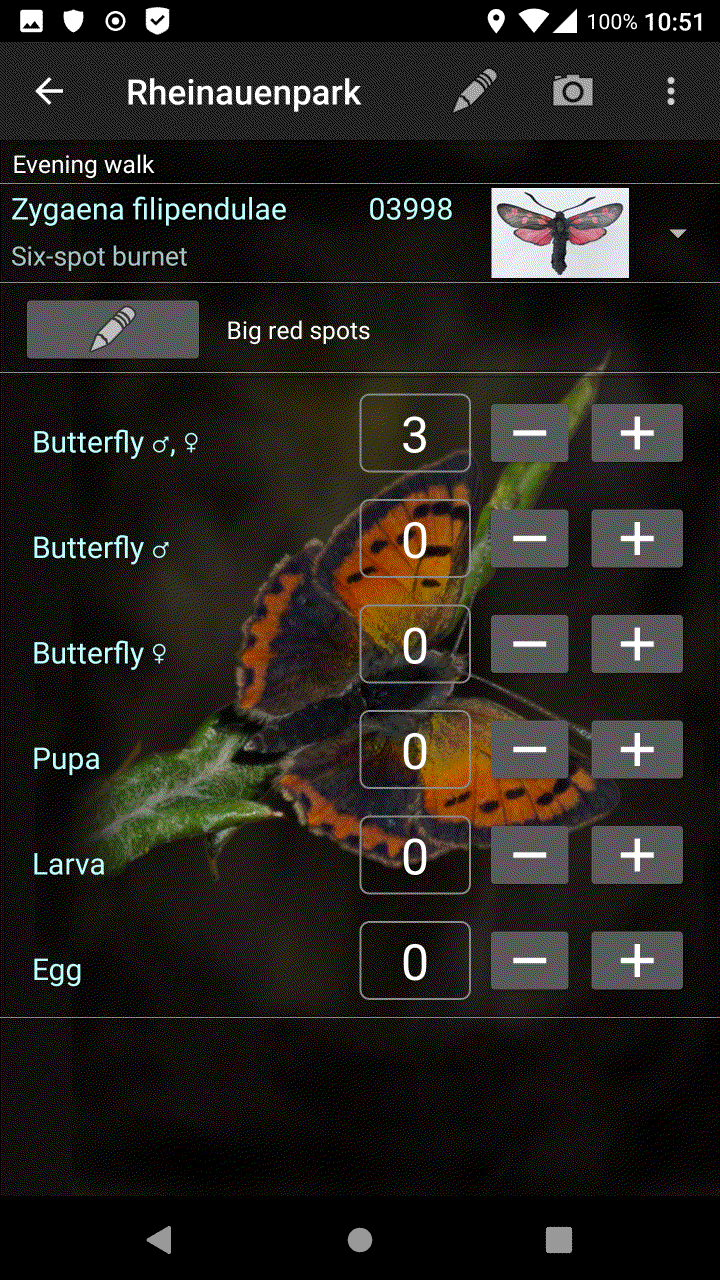 100% 10:51
Rheinauenpark
Evening walk
Zygaena filipendulae 03998
Six-spot burnet
Big red spots
Butterfly ♂, ♀ 3 − +
Butterfly ♂ 0 − +
Butterfly ♀ 0 − +
Pupa 0 − +
Larva 0 − +
Egg 0 − +